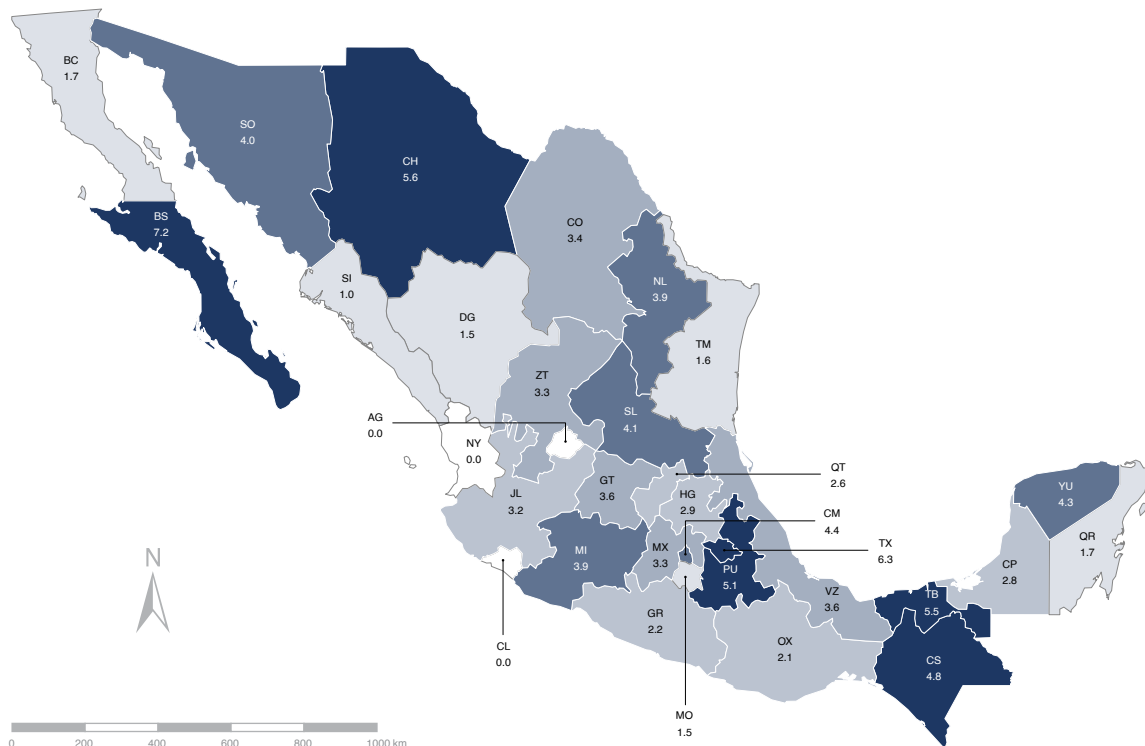 BC
1.7
SO
4.0
CH
5.6
BS
7.2
CO
3.4
SI
1.0
NL
3.9
DG
1.5
TM
1.6
ZT
3.3
SL
4.1
AG
0.0
NY
0.0
QT
2.6
GT
3.6
JL
3.2
HG
2.9
YU
4.3
CM
4.4
QR
1.7
TX
6.3
MI
3.9
MX
3.3
PU
5.1
CP
2.8
VZ
3.6
TB
5.5
GR
2.2
OX
2.1
CL
0.0
CS
4.8
MO
1.5
N
0 200 400 600 800 1000 km